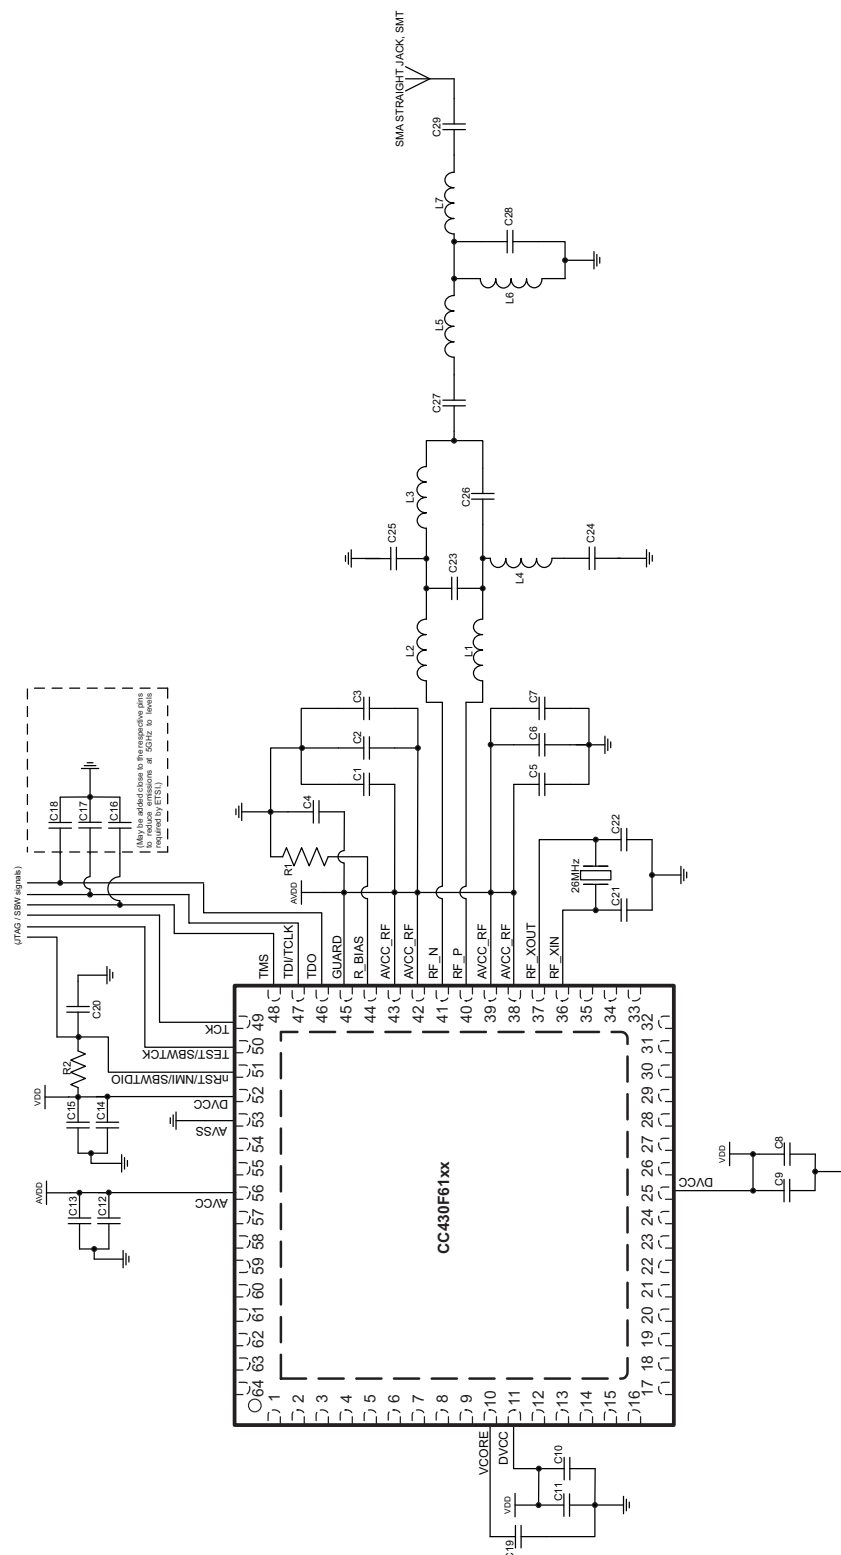 SMA STRAIGHT JACK, SMT
C29
L7
C28
L6
L5
C27
L3
C26
C25
C24
C23
L4
L2
L1
(May be added close to the respective pins
to reduce emissions at 5GHz to levels
required by ETSI.)
C18
C17
C16
C3
C2
C1
C4
R1
AVDD
C7
C6
C5
C22
26MHz
C21
(JTAG / SBW signals)
TMS
TDI/TCLK
TDO
GUARD
R_BIAS
AVCC_RF
AVCC_RF
RF_N
RF_P
AVCC_RF
AVCC_RF
RF_XOUT
RF_XIN
48
47
46
45
44
43
42
41
40
39
38
37
36
35
34
33
C20
R2
VDD
C15
C14
AVDD
C13
C12
TCK
TEST/SBWTCK
nRST/NMI/SBWTDIO
DVCC
AVSS
AVCC
49
50
51
52
53
54
55
56
57
58
59
60
61
62
63
64
CC430F61xx
32
31
30
29
28
27
26
25
24
23
22
21
20
19
18
17
DVCC
VDD
C8
C9
1
2
3
4
5
6
7
8
9
10
11
12
13
14
15
16
VCORE
DVCC
VDD
C10
C11
C19